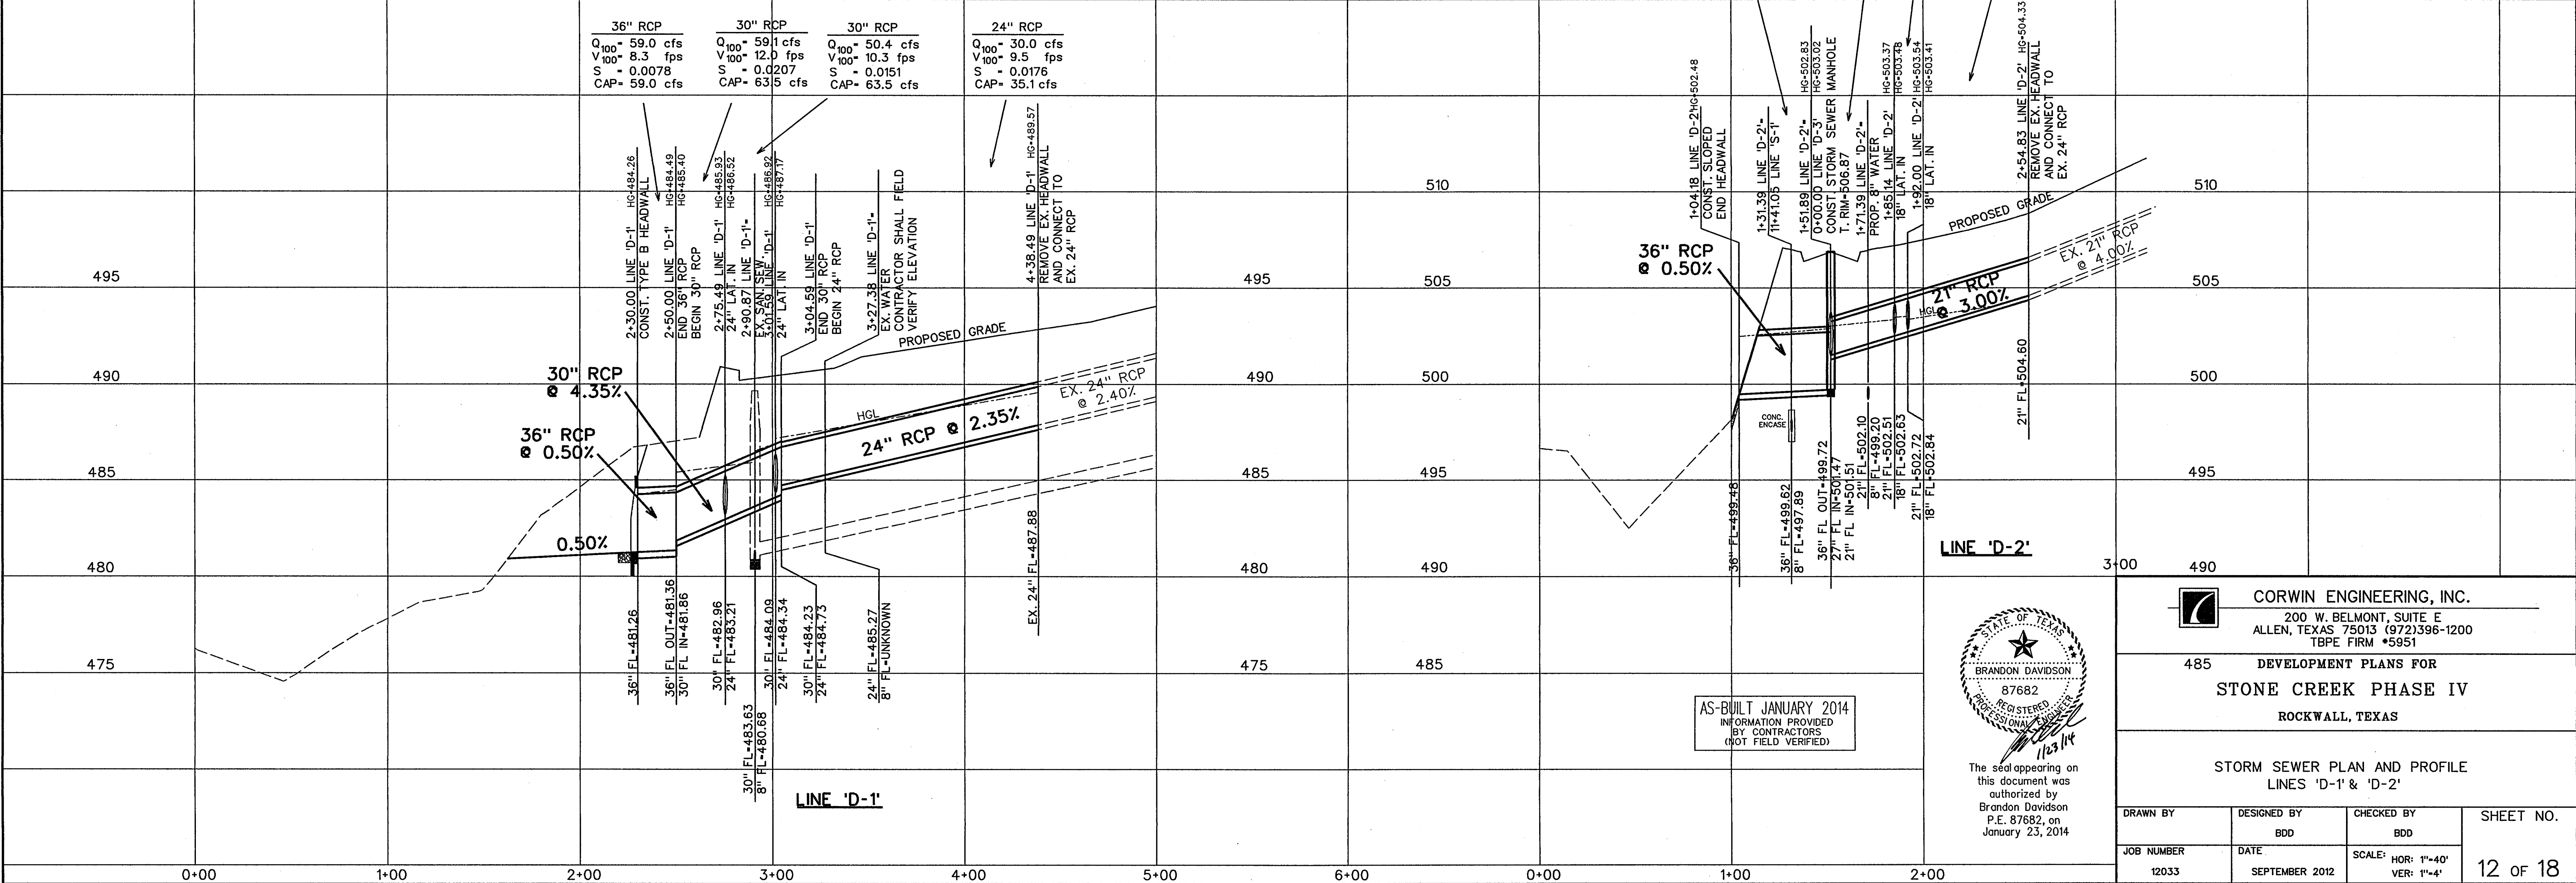 36" RCP
Q100= 59.0 cfs
V100= 8.3 fps
S = 0.0078
CAP= 59.0 cfs
30" RCP
Q100= 59.1 cfs
V100= 12.0 fps
S = 0.0207
CAP= 63.5 cfs
30" RCP
Q100= 50.4 cfs
V100= 10.3 fps
S = 0.0151
CAP= 63.5 cfs
24" RCP
Q100= 30.0 cfs
V100= 9.5 fps
S = 0.0176
CAP= 35.1 cfs
2+30.00 LINE 'D-1' HG=484.26
CONST. TYPE B HEADWALL
2+50.00 LINE 'D-1' HG=484.49
END 36" RCP HG=485.40
BEGIN 30" RCP
2+75.49 LINE 'D-1' HG=485.93
24" LAT. IN HG=486.52
2+90.87 LINE 'D-1'=
EX. SAN. SEW.
3+01.59 LINE 'D-1' HG=486.92
24" LAT. IN HG=487.17
3+04.59 LINE 'D-1'
END 30" RCP
BEGIN 24" RCP
3+27.38 LINE 'D-1'=
EX. WATER
CONTRACTOR SHALL FIELD
VERIFY ELEVATION
4+38.49 LINE 'D-1' HG=489.57
REMOVE EX. HEADWALL
AND CONNECT TO
EX. 24" RCP
495
490
485
480
475
30" RCP
@ 4.35%
36" RCP
@ 0.50%
0.50%
PROPOSED GRADE
HGL
24" RCP @ 2.35%
EX. 24" RCP
@ 2.40%
36" FL=481.26
36" FL OUT=481.36
30" FL IN=481.86
30" FL=482.96
24" FL=483.21
30" FL=483.63
8" FL=480.68
30" FL=484.09
24" FL=484.34
30" FL=484.23
24" FL=484.73
24" FL=485.27
8" FL=UNKNOWN
EX. 24" FL=487.88
LINE 'D-1'
495
490
485
480
475
0+00
1+00
2+00
3+00
4+00
5+00
6+00
0+00
1+00
2+00
510
505
500
495
490
485
1+04.18 LINE 'D-2' HG=502.48
CONST. SLOPED
END HEADWALL
1+31.39 LINE 'D-2'=
11+41.05 LINE 'S-1'
1+51.89 LINE 'D-2'= HG=502.83
0+00.00 LINE 'D-3' HG=503.02
CONST STORM SEWER MANHOLE
T. RIM=506.87
1+71.39 LINE 'D-2'=
PROP. 8" WATER
1+85.14 LINE 'D-2' HG=503.37
18" LAT. IN HG=503.48
1+92.00 LINE 'D-2' HG=503.54
18" LAT. IN HG=503.41
2+54.83 LINE 'D-2' HG=504.33
REMOVE EX. HEADWALL
AND CONNECT TO
EX. 24" RCP
36" RCP
@ 0.50%
PROPOSED GRADE
HGL
21" RCP
@ 3.00%
EX. 21" RCP
@ 4.00%
CONC.
ENCASE
36" FL=499.48
36" FL=499.62
8" FL=497.89
36" FL OUT=499.72
27" FL IN=501.47
21" FL IN=501.51
21" FL=502.10
8" FL=499.20
21" FL=502.51
18" FL=502.63
21" FL=502.72
18" FL=502.84
21" FL=504.60
LINE 'D-2'
510
505
500
495
490
3+00
485
AS-BUILT JANUARY 2014
INFORMATION PROVIDED
BY CONTRACTORS
(NOT FIELD VERIFIED)
STATE OF TEXAS
BRANDON DAVIDSON
87682
REGISTERED
PROFESSIONAL ENGINEER
1/23/14
The seal appearing on
this document was
authorized by
Brandon Davidson
P.E. 87682, on
January 23, 2014
CORWIN ENGINEERING, INC.
200 W. BELMONT, SUITE E
ALLEN, TEXAS 75013 (972)396-1200
TBPE FIRM #5951
DEVELOPMENT PLANS FOR
STONE CREEK PHASE IV
ROCKWALL, TEXAS
STORM SEWER PLAN AND PROFILE
LINES 'D-1' & 'D-2'
DRAWN BY
DESIGNED BY
BDD
CHECKED BY
BDD
SHEET NO.
JOB NUMBER
12033
DATE
SEPTEMBER 2012
SCALE: HOR: 1"=40'
VER: 1"=4'
12 OF 18